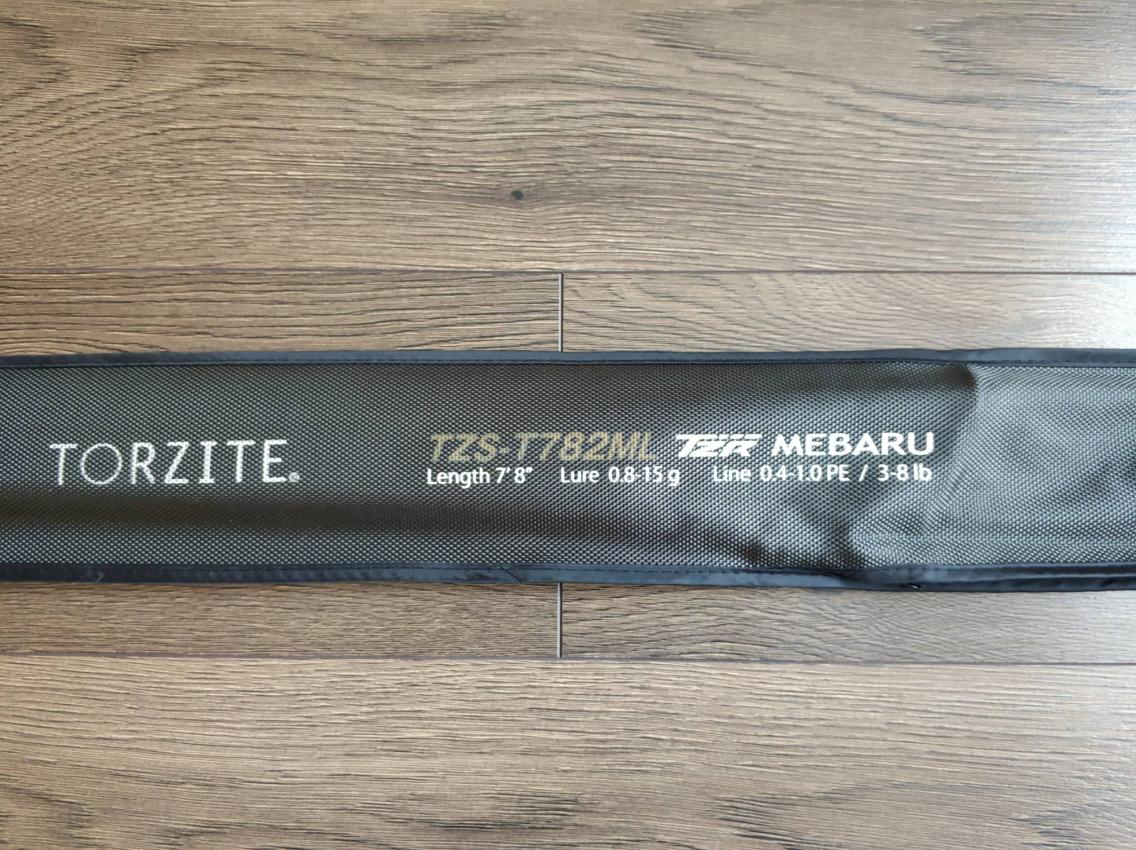 TORZITE®
TZS-T782ML TZR MEBARU
Length 7' 8" Lure 0.8-15 g Line 0.4-1.0 PE / 3-8 lb